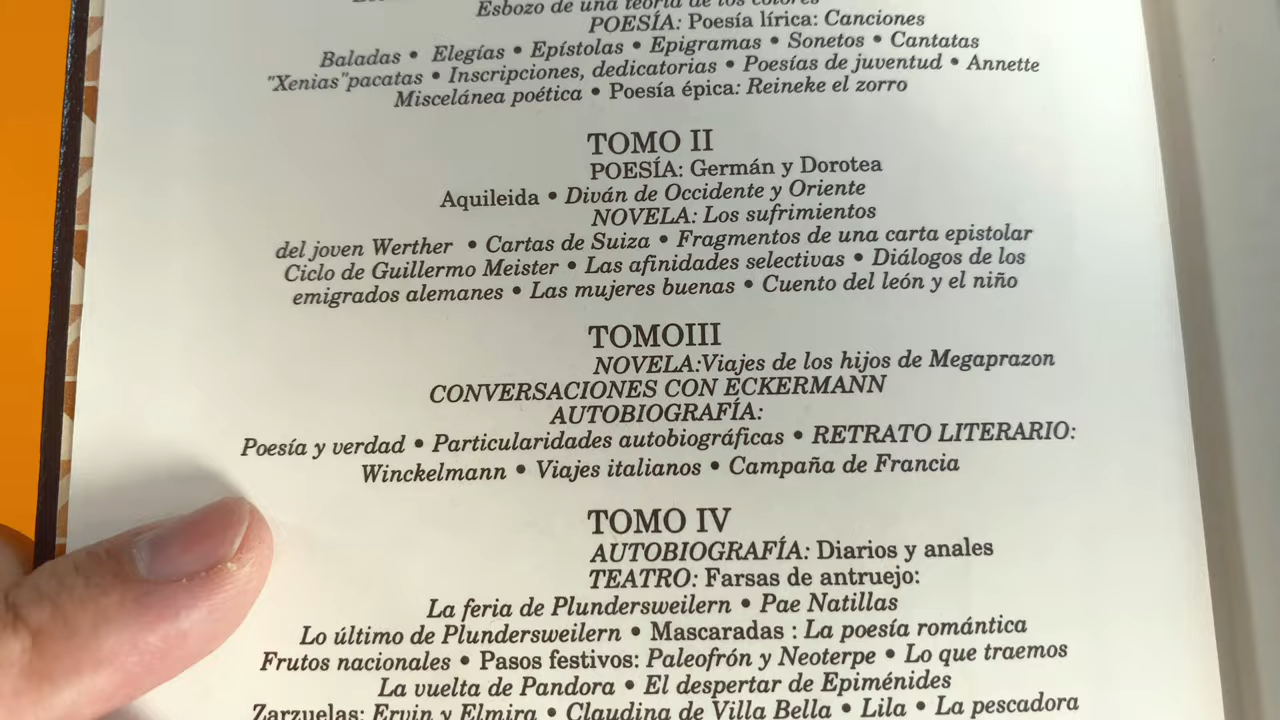 Esbozo de una teoría de los colores
POESÍA: Poesía lírica: Canciones
Baladas • Elegías • Epístolas • Epigramas • Sonetos • Cantatas
"Xenias"pacatas • Inscripciones, dedicatorias • Poesías de juventud • Annette
Miscelánea poética • Poesía épica: Reineke el zorro
TOMO II
POESÍA: Germán y Dorotea
Aquileida • Diván de Occidente y Oriente
NOVELA: Los sufrimientos
del joven Werther • Cartas de Suiza • Fragmentos de una carta epistolar
Ciclo de Guillermo Meister • Las afinidades selectivas • Diálogos de los
emigrados alemanes • Las mujeres buenas • Cuento del león y el niño
TOMOIII
NOVELA:Viajes de los hijos de Megaprazon
CONVERSACIONES CON ECKERMANN
AUTOBIOGRAFÍA:
Poesía y verdad • Particularidades autobiográficas • RETRATO LITERARIO:
Winckelmann • Viajes italianos • Campaña de Francia
TOMO IV
AUTOBIOGRAFÍA: Diarios y anales
TEATRO: Farsas de antruejo:
La feria de Plundersweilern • Pae Natillas
Lo último de Plundersweilern • Mascaradas : La poesía romántica
Frutos nacionales • Pasos festivos: Paleofrón y Neoterpe • Lo que traemos
La vuelta de Pandora • El despertar de Epiménides
Zarzuelas: Ervin y Elmira • Claudina de Villa Bella • Lila • La pescadora